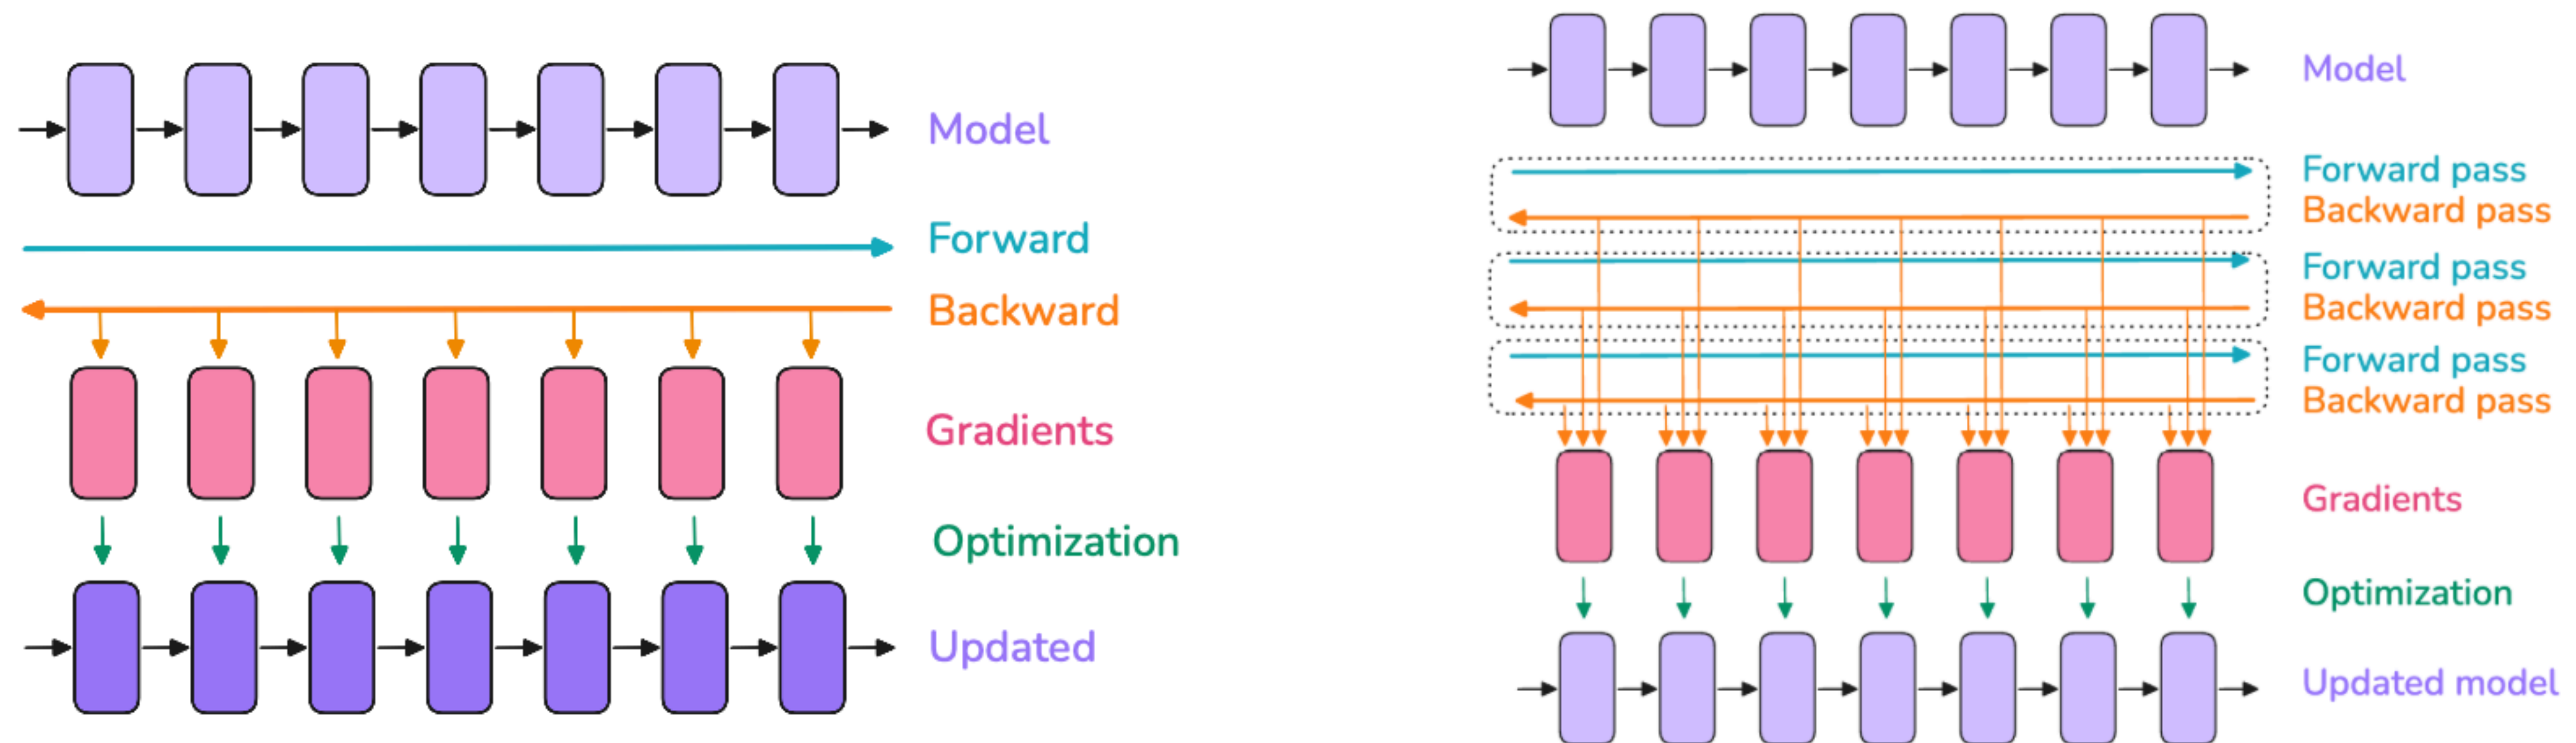 Model
Forward
Backward
Gradients
Optimization
Updated
Model
Forward pass
Backward pass
Forward pass
Backward pass
Forward pass
Backward pass
Gradients
Optimization
Updated model